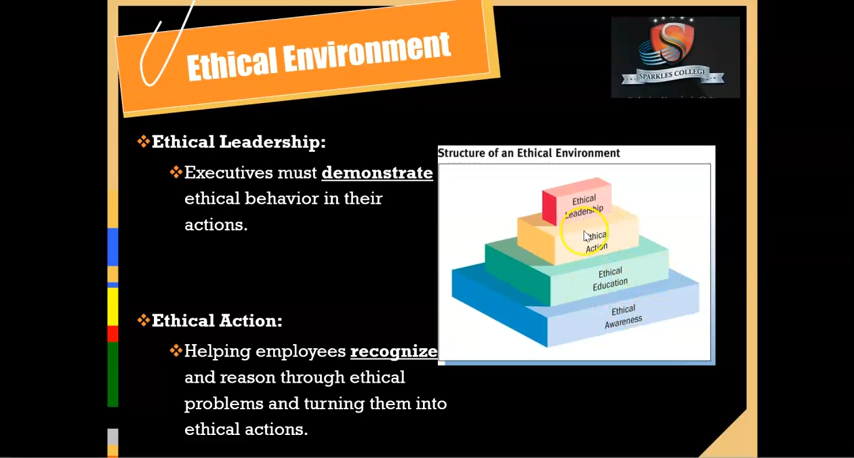 Ethical Environment
SPARKLES COLLEGE
❖Ethical Leadership:
❖Executives must demonstrate
ethical behavior in their
actions.
Structure of an Ethical Environment
Ethical
Leadership
Ethical
Action
Ethical
Education
Ethical
Awareness
❖Ethical Action:
❖Helping employees recognize
and reason through ethical
problems and turning them into
ethical actions.